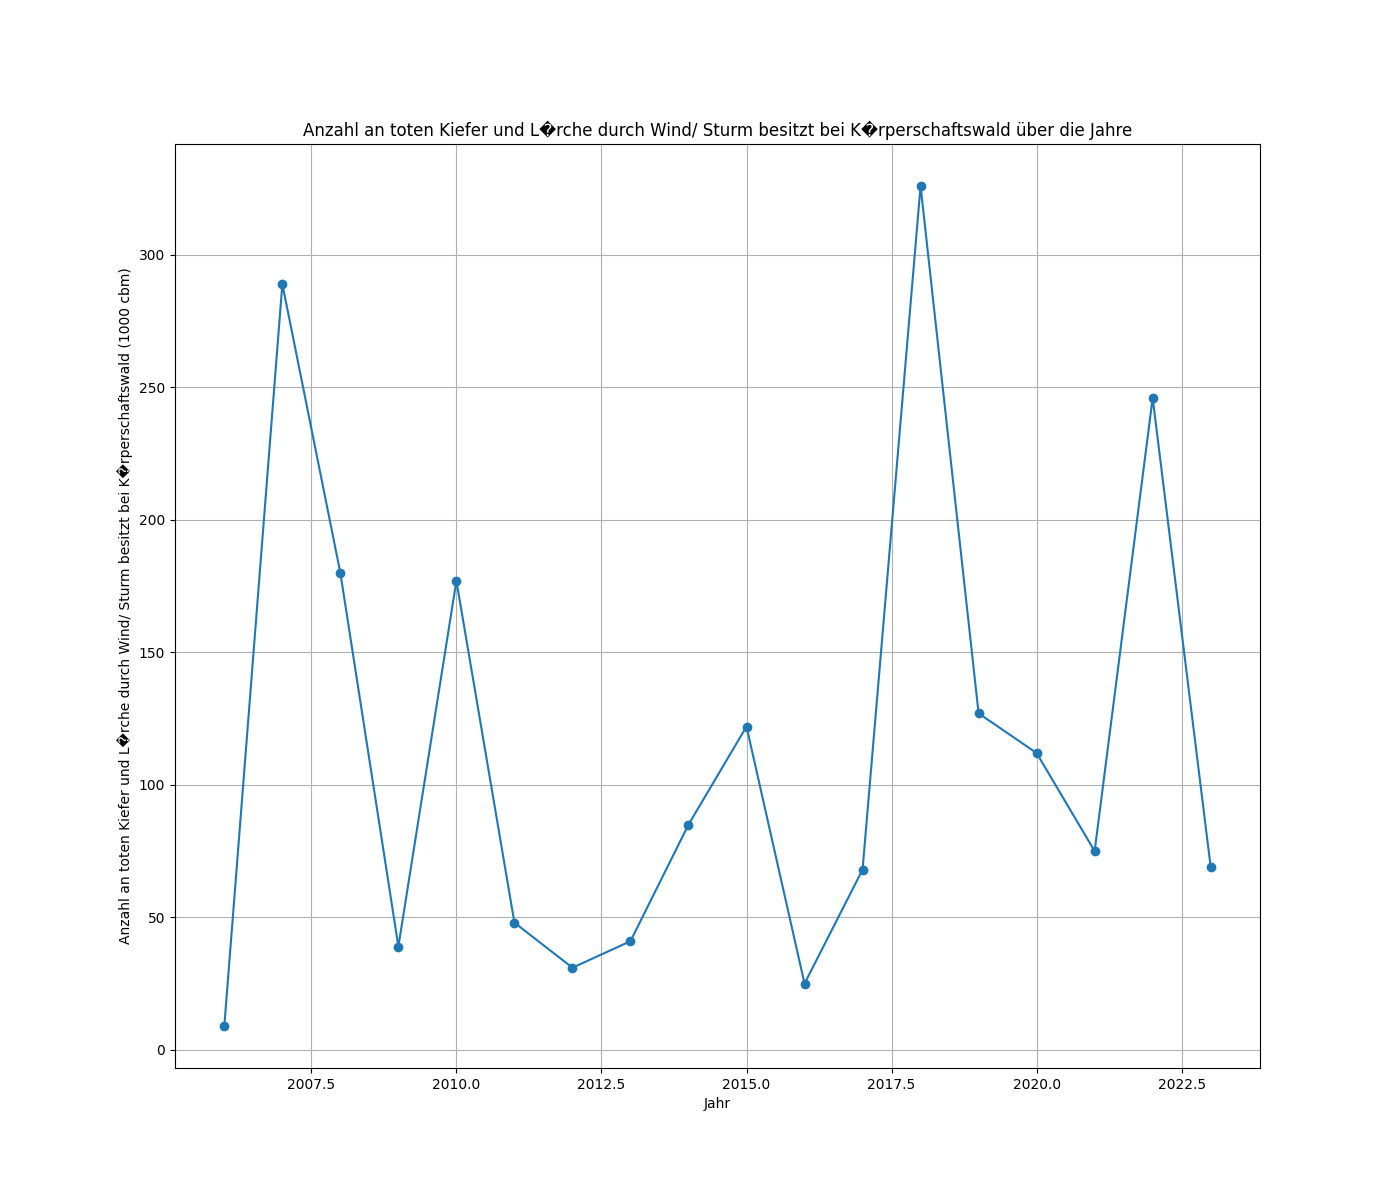 Anzahl an toten Kiefer und L�rche durch Wind/ Sturm besitzt bei K�rperschaftswald über die Jahre
Anzahl an toten Kiefer und L�rche durch Wind/ Sturm besitzt bei K�rperschaftswald (1000 cbm)
300
250
200
150
100
50
0
2007.5 2010.0 2012.5 2015.0 2017.5 2020.0 2022.5
Jahr